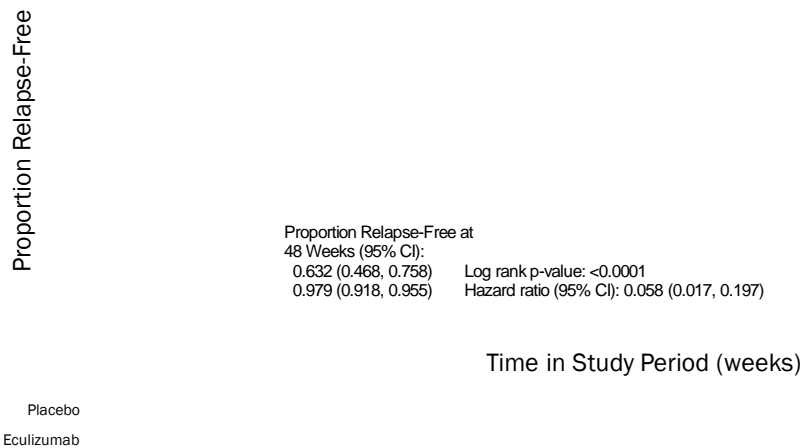 Proportion Relapse-Free
Proportion Relapse-Free at
48 Weeks (95% CI):
0.632 (0.468, 0.758) Log rank p-value: <0.0001
0.979 (0.918, 0.955) Hazard ratio (95% CI): 0.058 (0.017, 0.197)
Time in Study Period (weeks)
Placebo
Eculizumab